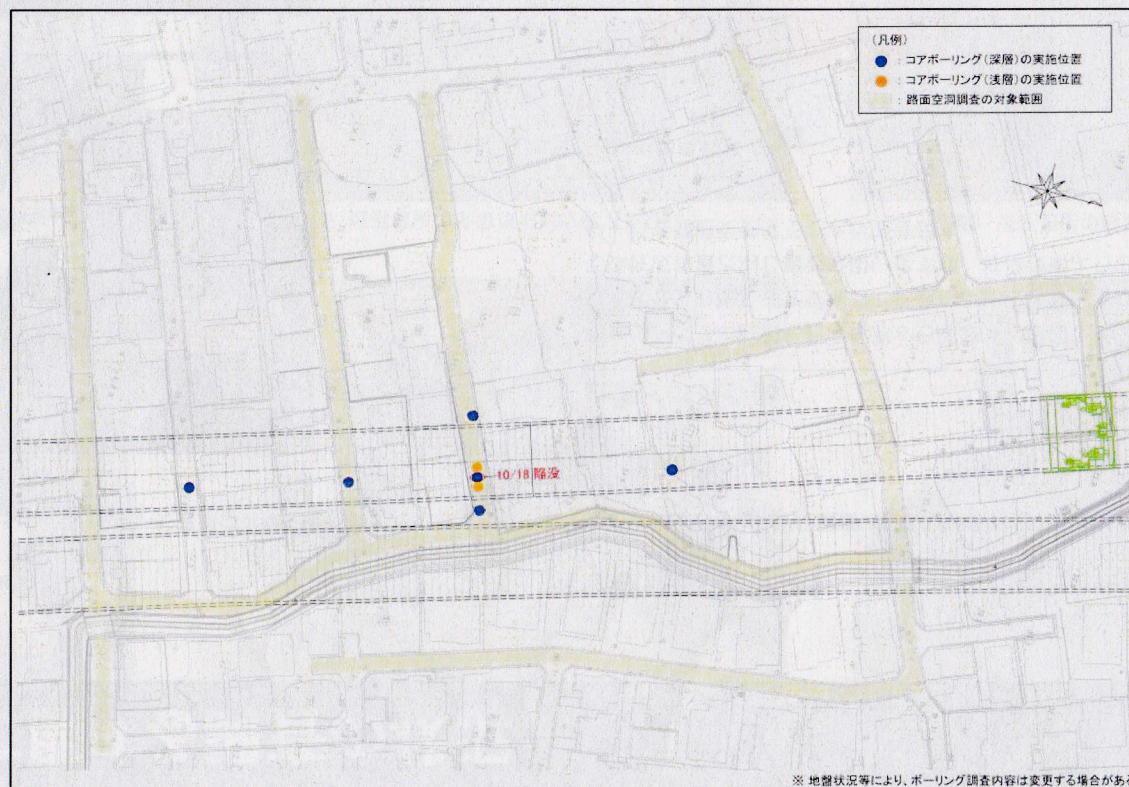 (凡例)
：コアボーリング(深層)の実施位置
：コアボーリング(浅層)の実施位置
：路面空洞調査の対象範囲
10/18 陥没
※ 地盤状況等により、ボーリング調査内容は変更する場合がある